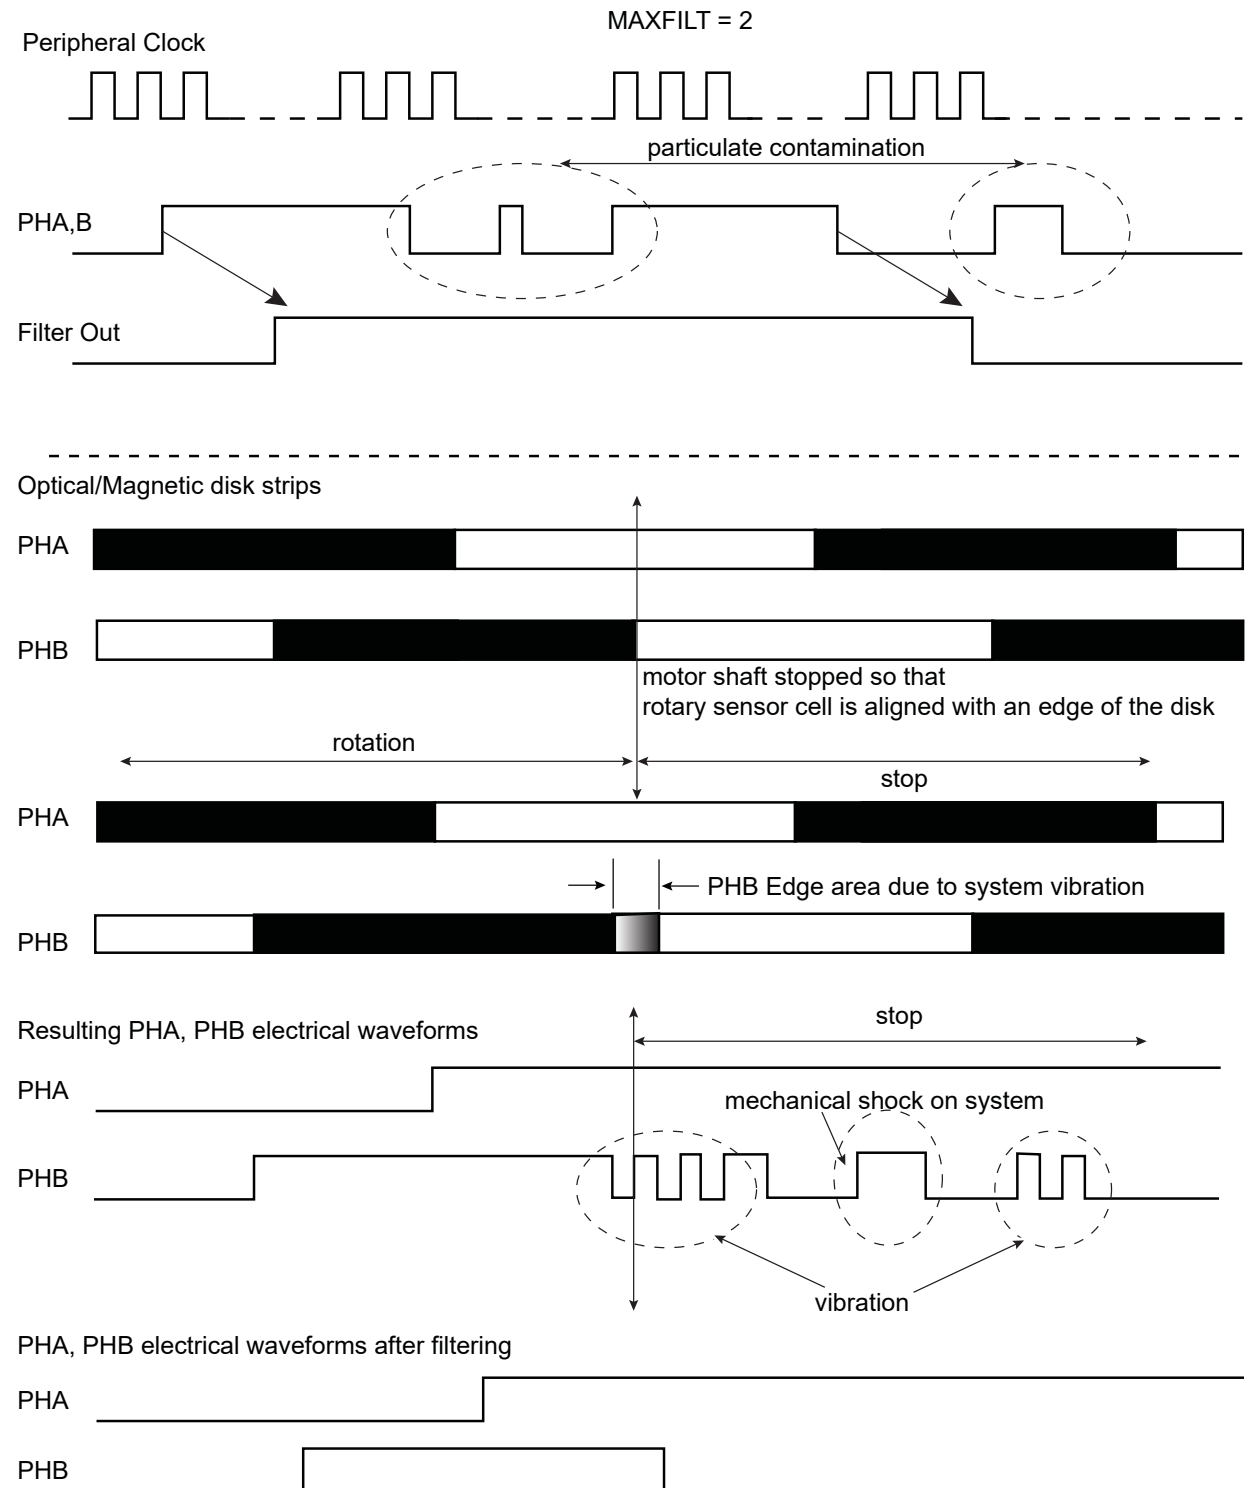 MAXFILT = 2
Peripheral Clock
particulate contamination
PHA,B
Filter Out
Optical/Magnetic disk strips
PHA
PHB
motor shaft stopped so that
rotary sensor cell is aligned with an edge of the disk
rotation
stop
PHA
PHB Edge area due to system vibration
PHB
stop
Resulting PHA, PHB electrical waveforms
PHA
mechanical shock on system
PHB
vibration
PHA, PHB electrical waveforms after filtering
PHA
PHB